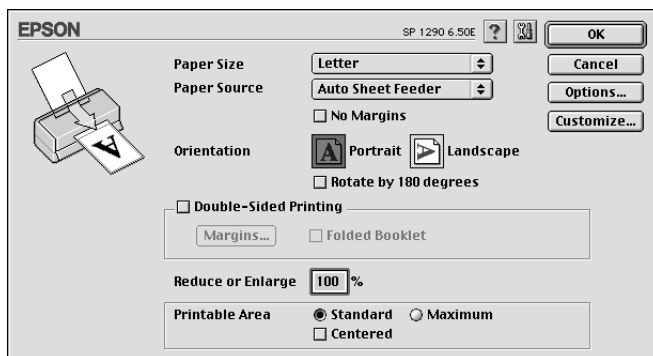 EPSON
SP 1290 6.50E ?
OK
Paper Size Letter
Cancel
Paper Source Auto Sheet Feeder
Options...
No Margins
Customize...
Orientation A Portrait A Landscape
Rotate by 180 degrees
Double-Sided Printing
Margins... Folded Booklet
Reduce or Enlarge 100 %
Printable Area Standard Maximum
Centered
A